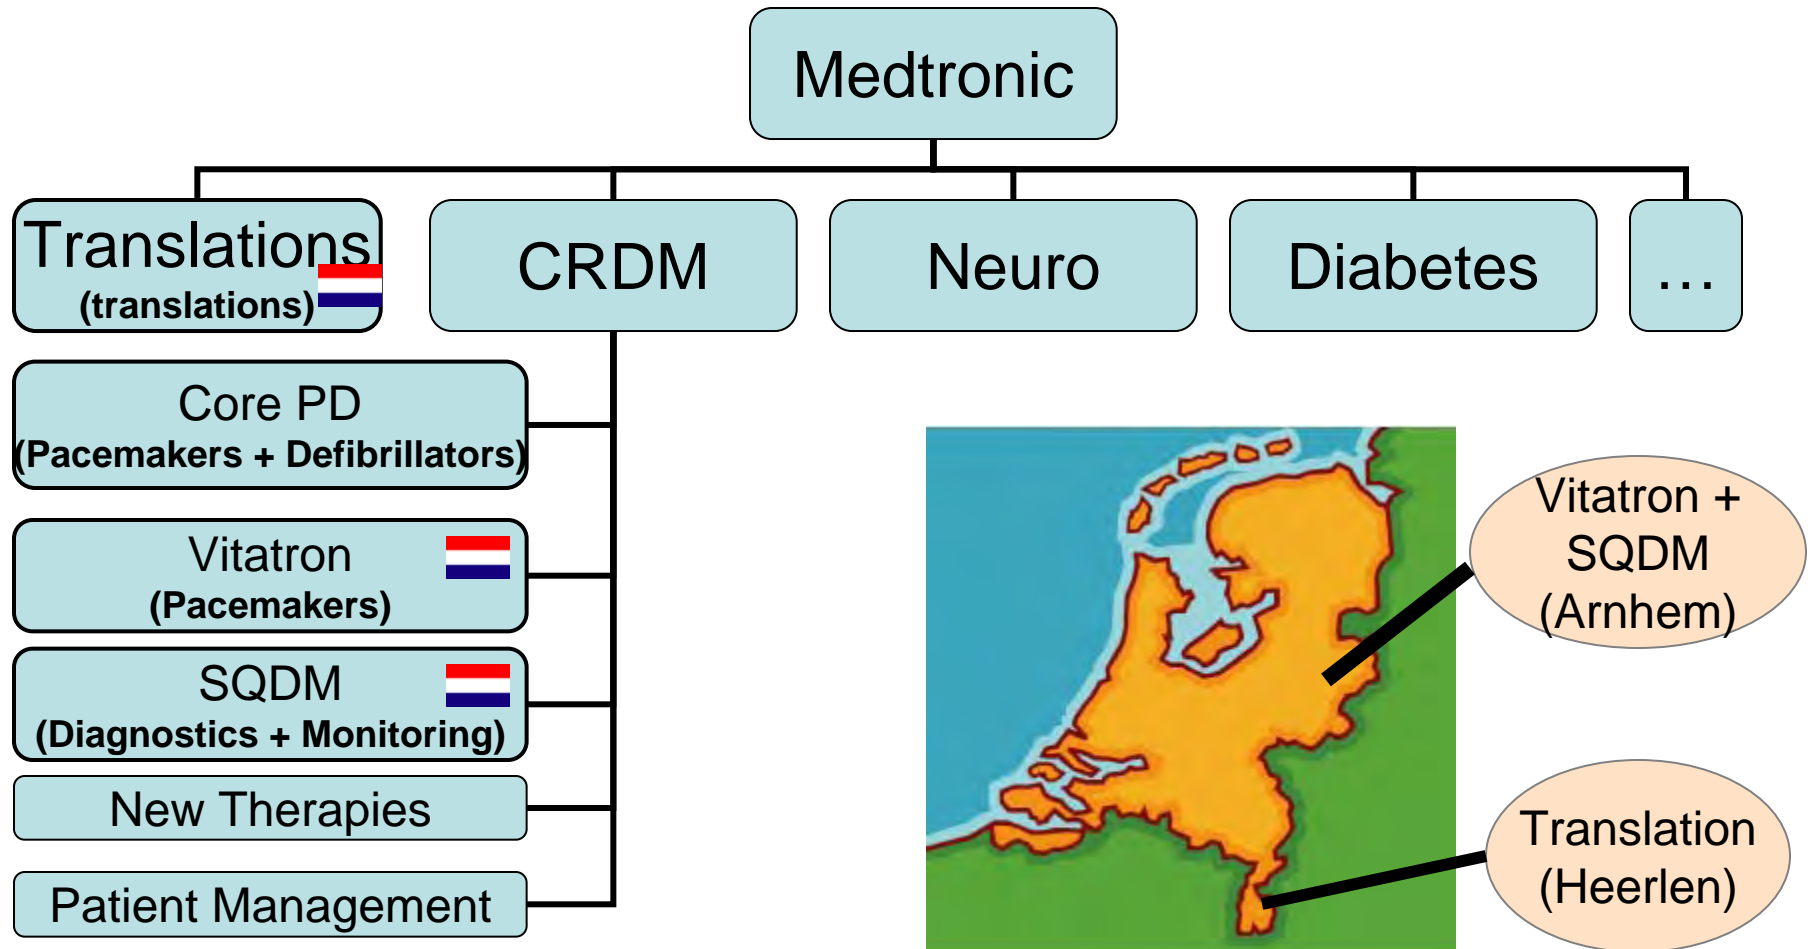 Medtronic
Translations
(translations)
CRDM
Neuro
Diabetes
...
Core PD
(Pacemakers + Defibrillators)
Vitatron
(Pacemakers)
SQDM
(Diagnostics + Monitoring)
New Therapies
Patient Management
Vitatron +
SQDM
(Arnhem)
Translation
(Heerlen)